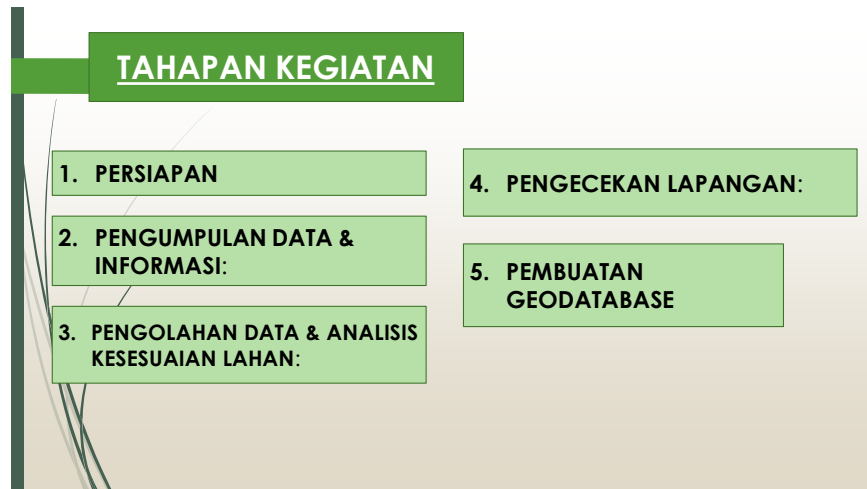 TAHAPAN KEGIATAN
1. PERSIAPAN
2. PENGUMPULAN DATA &
INFORMASI:
3. PENGOLAHAN DATA & ANALISIS
KESESUAIAN LAHAN:
4. PENGECEKAN LAPANGAN:
5. PEMBUATAN
GEODATABASE